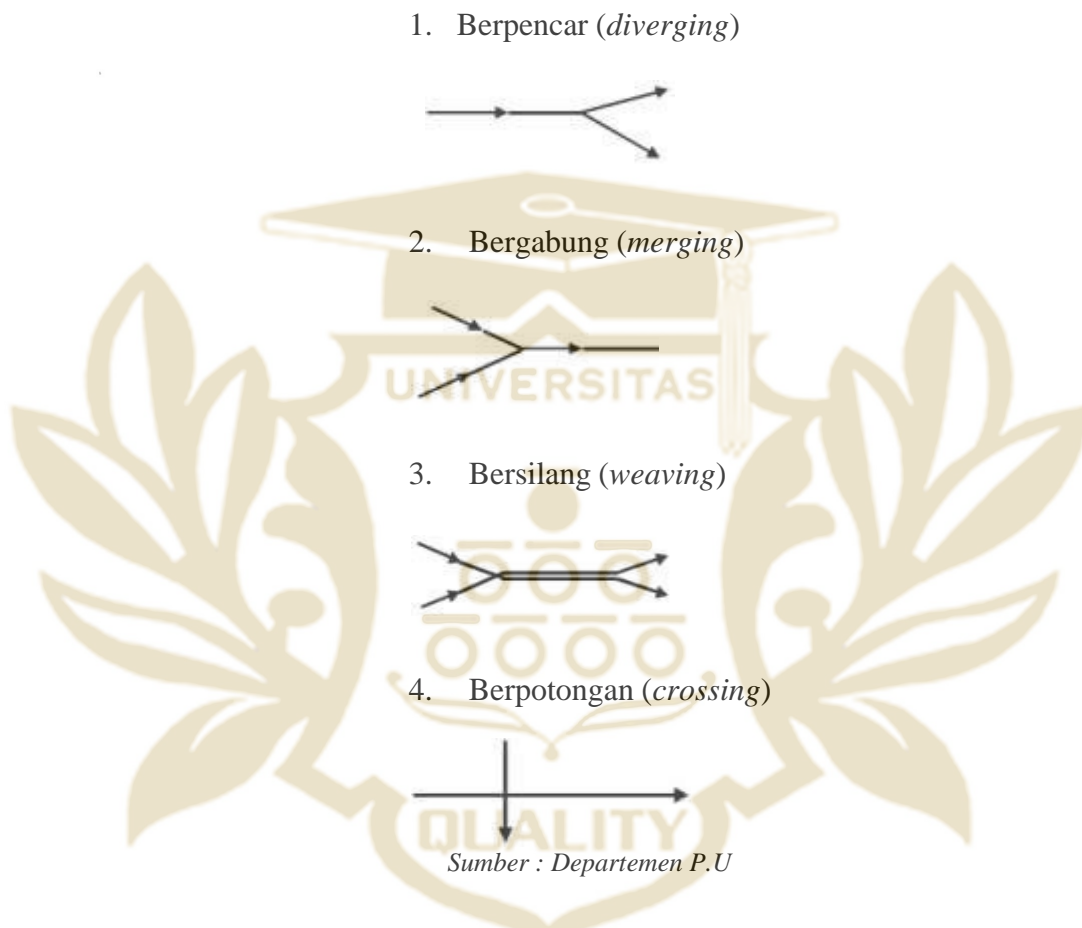 1. Berpencar (diverging)
2. Bergabung (merging)
UNIVERSITAS
3. Bersilang (weaving)
4. Berpotongan (crossing)
QUALITY
Sumber : Departemen P.U